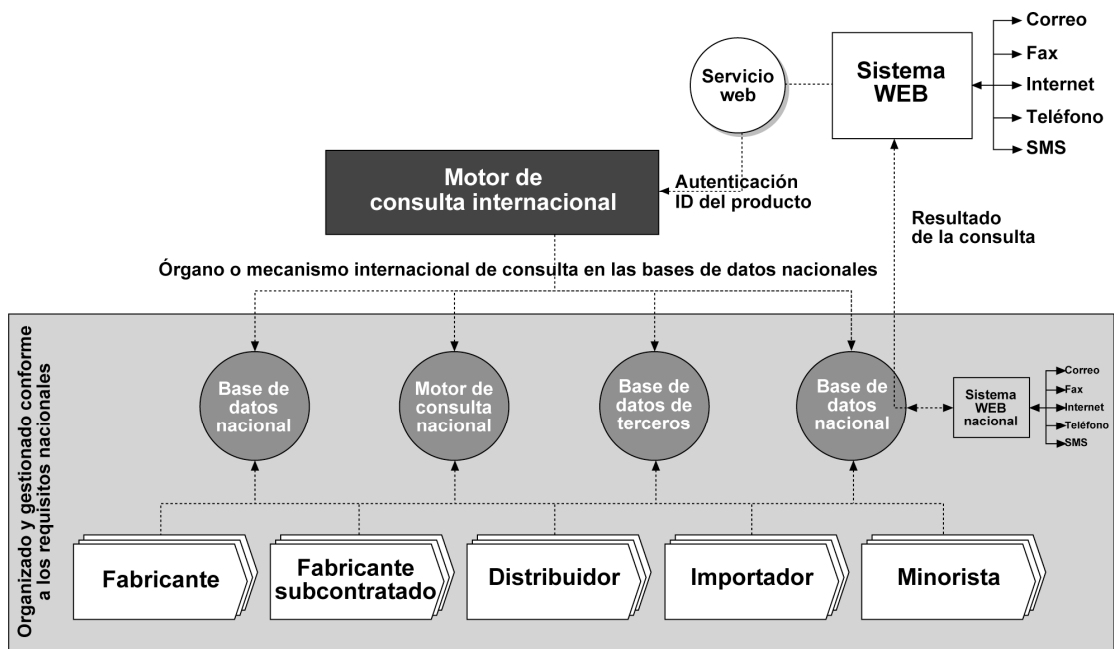 Correo
Fax
Internet
Teléfono
SMS
Sistema
WEB
Servicio
web
Motor de
consulta internacional
Autenticación
ID del producto
Resultado
de la consulta
Órgano o mecanismo internacional de consulta en las bases de datos nacionales
Organizado y gestionado conforme
a los requisitos nacionales
Base de
datos
nacional
Motor de
consulta
nacional
Base de
datos de
terceros
Base de
datos
nacional
Sistema
WEB
nacional
Correo
Fax
Internet
Teléfono
SMS
Fabricante
Fabricante
subcontratado
Distribuidor
Importador
Minorista